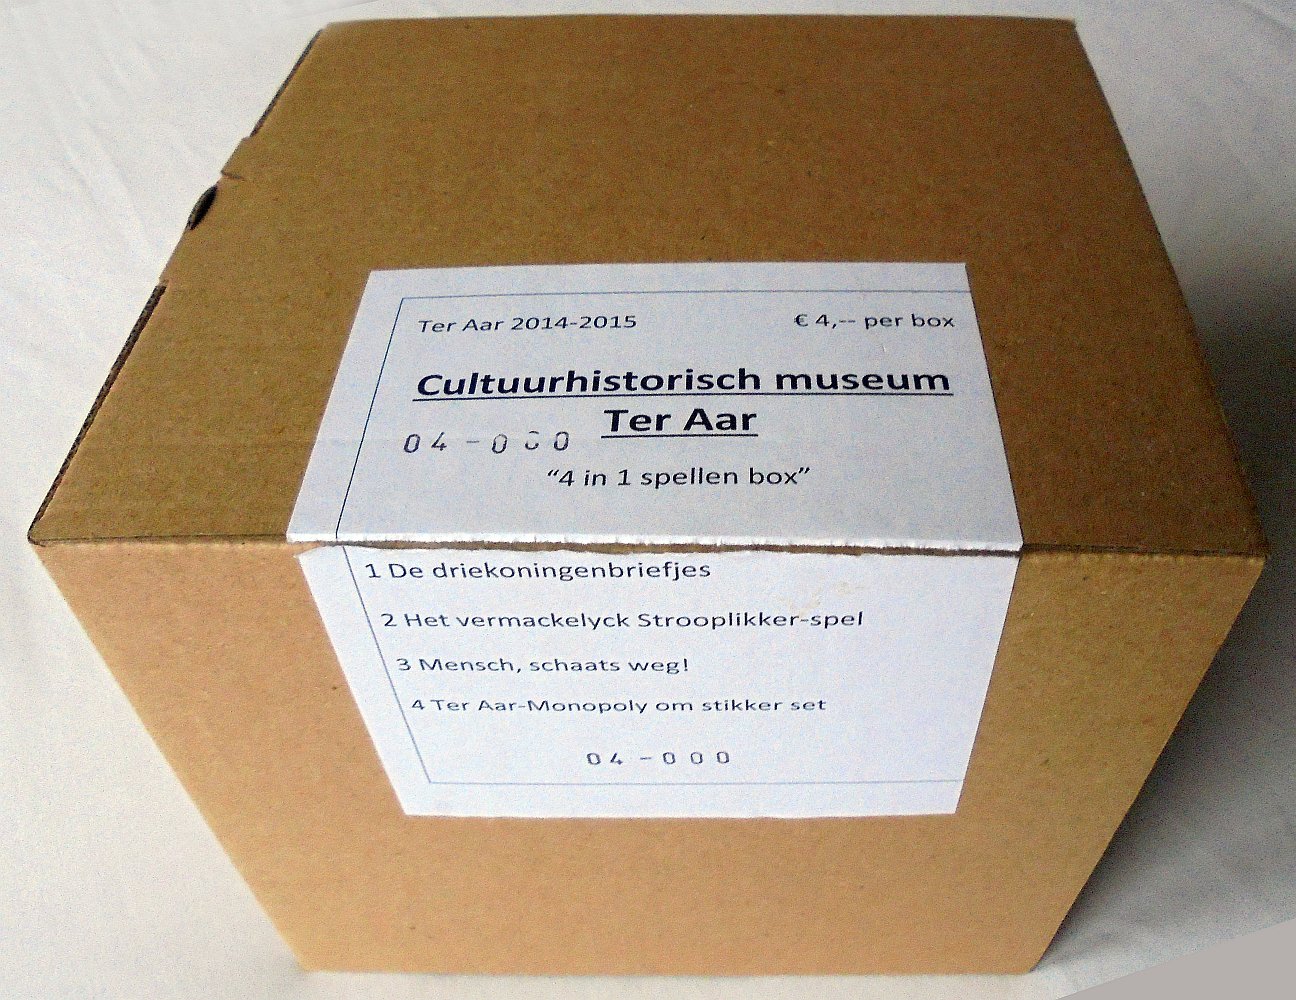 Ter Aar 2014-2015 € 4,-- per box
Cultuurhistorisch museum
Ter Aar
04-000
“4 in 1 spellen box”
1 De driekoningenbriefjes
2 Het vermackelyck Strooplikker-spel
3 Mensch, schaats weg!
4 Ter Aar-Monopoly om stikker set
04-000